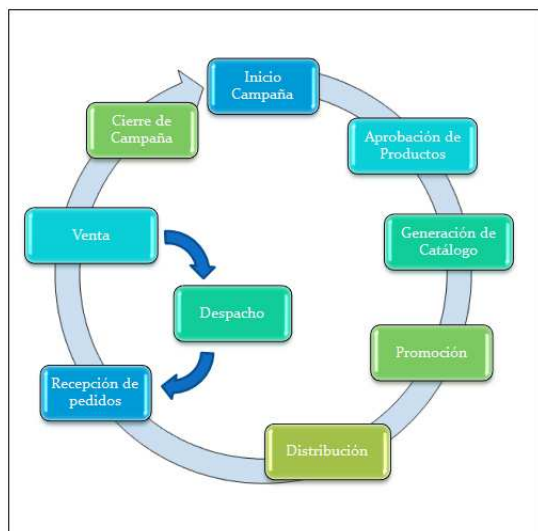 Inicio
Campaña
Aprobación de
Productos
Generación de
Catálogo
Promoción
Distribución
Recepción de
pedidos
Despacho
Venta
Cierre de
Campaña